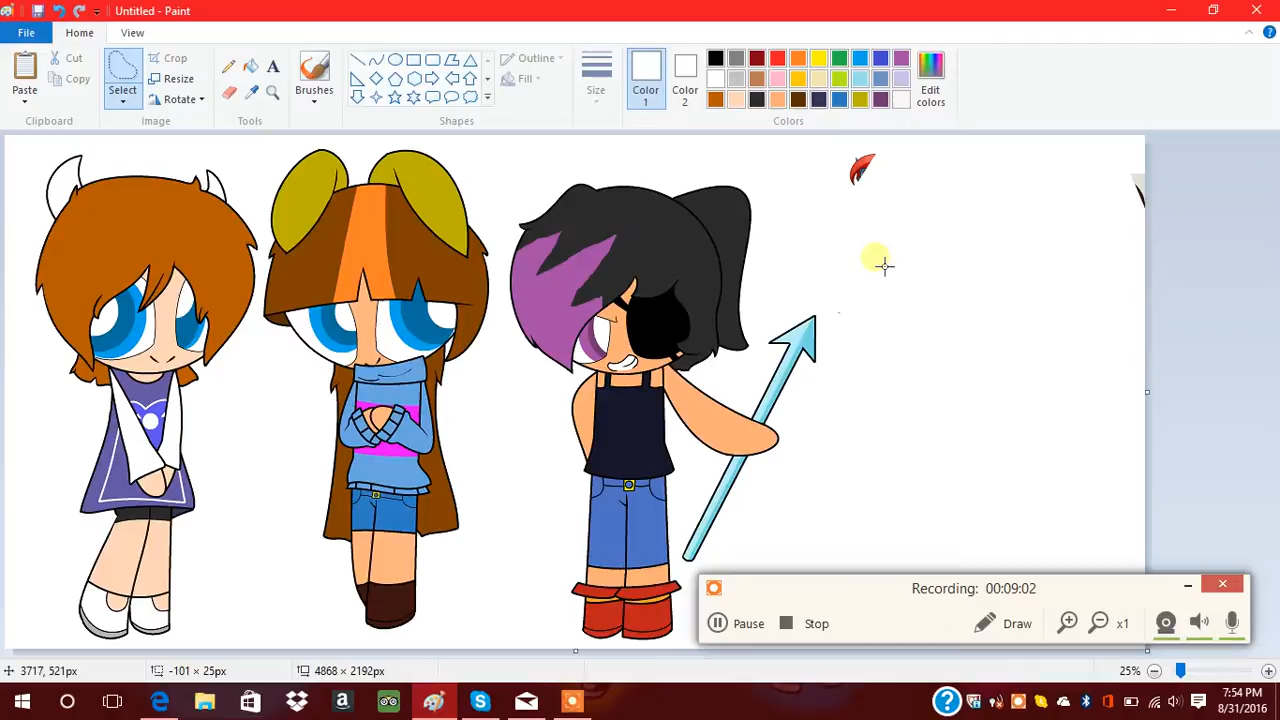 Untitled - Paint
File Home View
Paste Cut Copy Select Crop Resize Rotate A Brushes Outline Fill Size Color 1 Color 2 Edit colors
Clipboard Image Tools Shapes Colors
Recording: 00:09:02
Pause Stop Draw x1
3717, 521px -101 × 25px 4868 × 2192px 25%
7:54 PM
8/31/2016